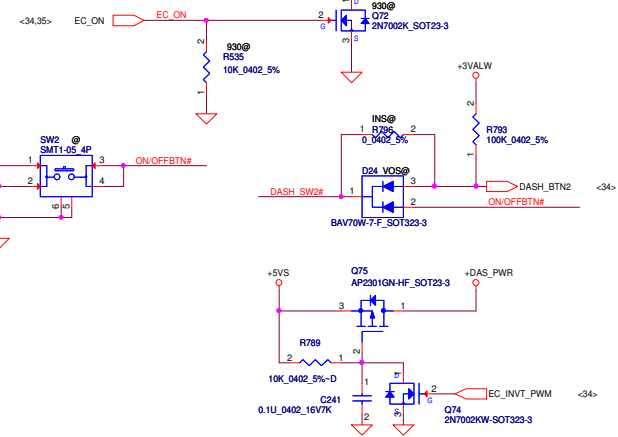 930@
D
<34,35> EC_ON EC_ON 2 Q72
G 2N7002K_SOT23-3
S
3
930@
2 R535
10K_0402_5%
1
+3VALW
2
R793
100K_0402_5%
1
INS@
1 R796 2
0_0402_5%
SW2 @
SMT1-05_4P
1 3 ON/OFFBTN#
2 4
6 5
D24 VOS@
DASH_SW2# 1 3 DASH_BTN2 <34>
2 ON/OFFBTN#
BAV70W-7-F_SOT323-3
+5VS Q75 +DAS_PWR
AP2301GN-HF_SOT23-3
3 1
R789 2
2 1
10K_0402_5%~D
1 D
C241 2 EC_INVT_PWM <34>
0.1U_0402_16V7K G
S Q74
2 3 2N7002KW-SOT323-3